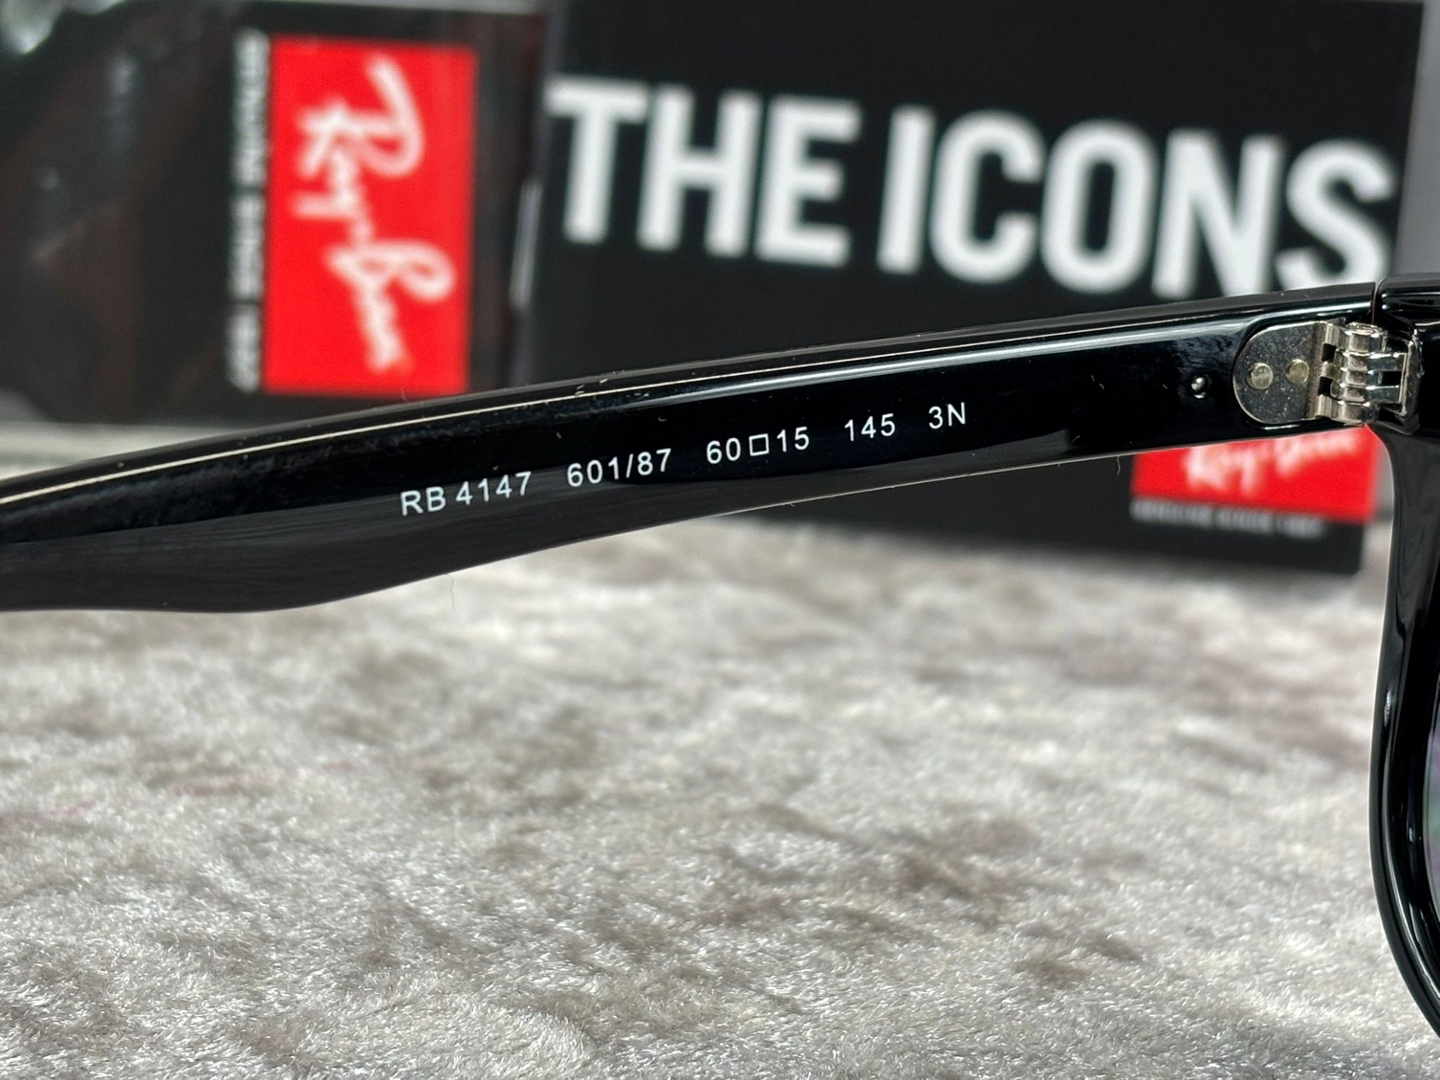 Ray-Ban
THE ICONS
RB 4147 601/87 60□15 145 3N
Ray-Ban